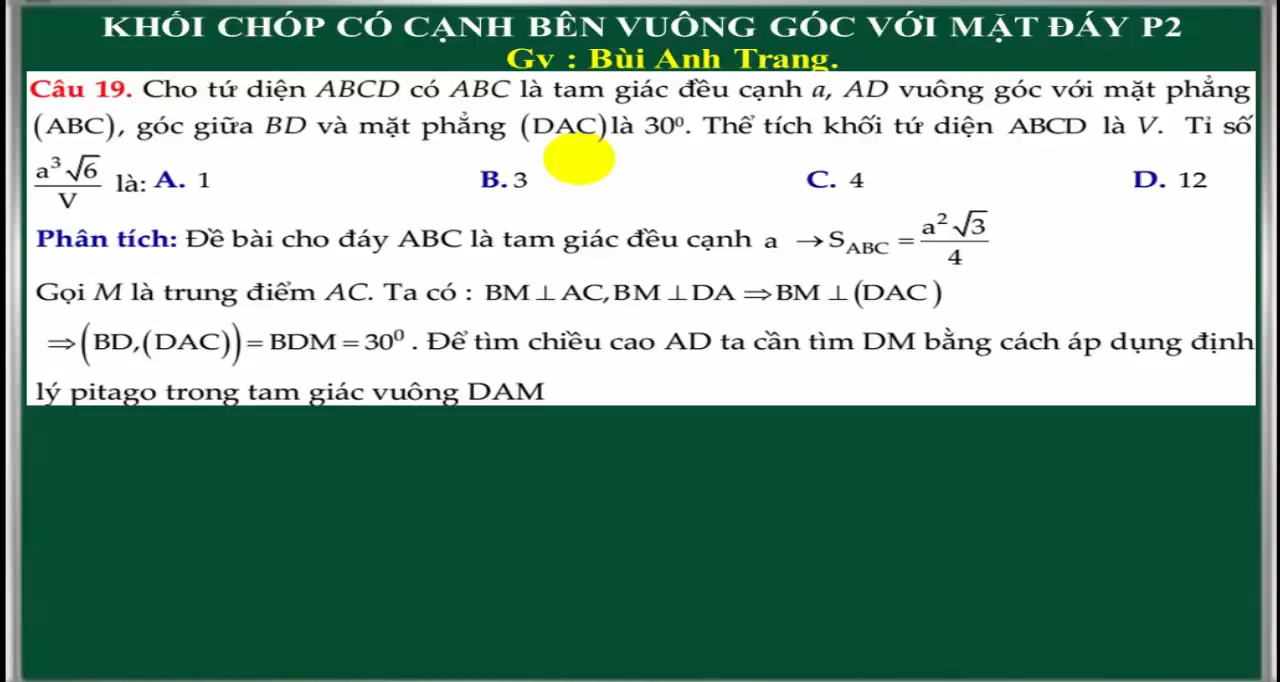 KHỐI CHÓP CÓ CẠNH BÊN VUÔNG GÓC VỚI MẶT ĐÁY P2
Gv : Bùi Anh Trang.
Câu 19. Cho tứ diện ABCD có ABC là tam giác đều cạnh a, AD vuông góc với mặt phẳng
(ABC), góc giữa BD và mặt phẳng (DAC)là 30⁰. Thể tích khối tứ diện ABCD là V. Tỉ số
a³√6/V là: A. 1 B. 3 C. 4 D. 12
Phân tích: Đề bài cho đáy ABC là tam giác đều cạnh a →S_ABC = a²√3/4
Gọi M là trung điểm AC. Ta có : BM ⊥ AC, BM ⊥ DA ⇒ BM ⊥ (DAC)
⇒(BD,(DAC)) = BDM = 30⁰ . Để tìm chiều cao AD ta cần tìm DM bằng cách áp dụng định
lý pitago trong tam giác vuông DAM